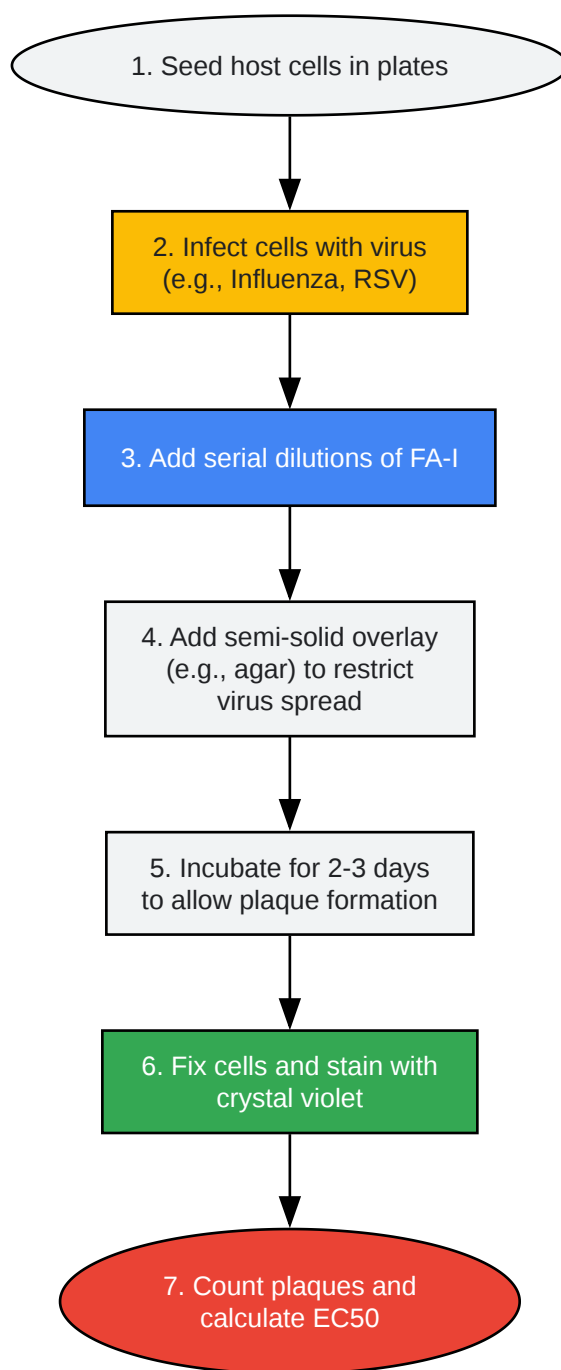 1. Seed host cells in plates
2. Infect cells with virus
(e.g., Influenza, RSV)
3. Add serial dilutions of FA-I
4. Add semi-solid overlay
(e.g., agar) to restrict
virus spread
5. Incubate for 2-3 days
to allow plaque formation
6. Fix cells and stain with
crystal violet
7. Count plaques and
calculate EC50